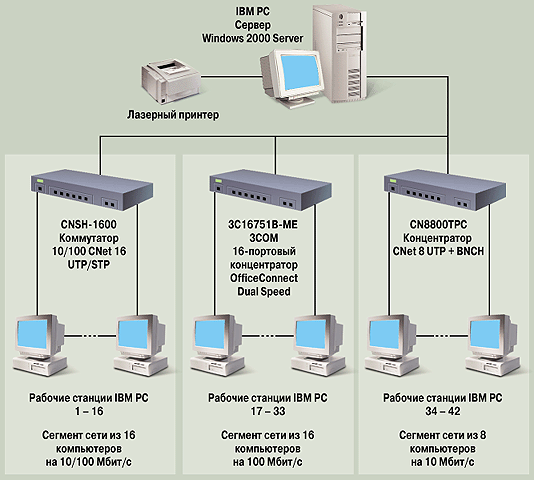 IBM PC
Сервер
Windows 2000 Server
Лазерный принтер
CNSH-1600
Коммутатор
10/100 CNet 16
UTP/STP
3C16751B-ME
3COM
16-портовый
концентратор
OfficeConnect
Dual Speed
CN8800TPC
Концентратор
CNet 8 UTP + BNCH
Рабочие станции IBM PC
1 – 16
Сегмент сети из 16
компьютеров
на 10/100 Мбит/с
Рабочие станции IBM PC
17 – 33
Сегмент сети из 16
компьютеров
на 100 Мбит/с
Рабочие станции IBM PC
34 – 42
Сегмент сети из 8
компьютеров
на 10 Мбит/с